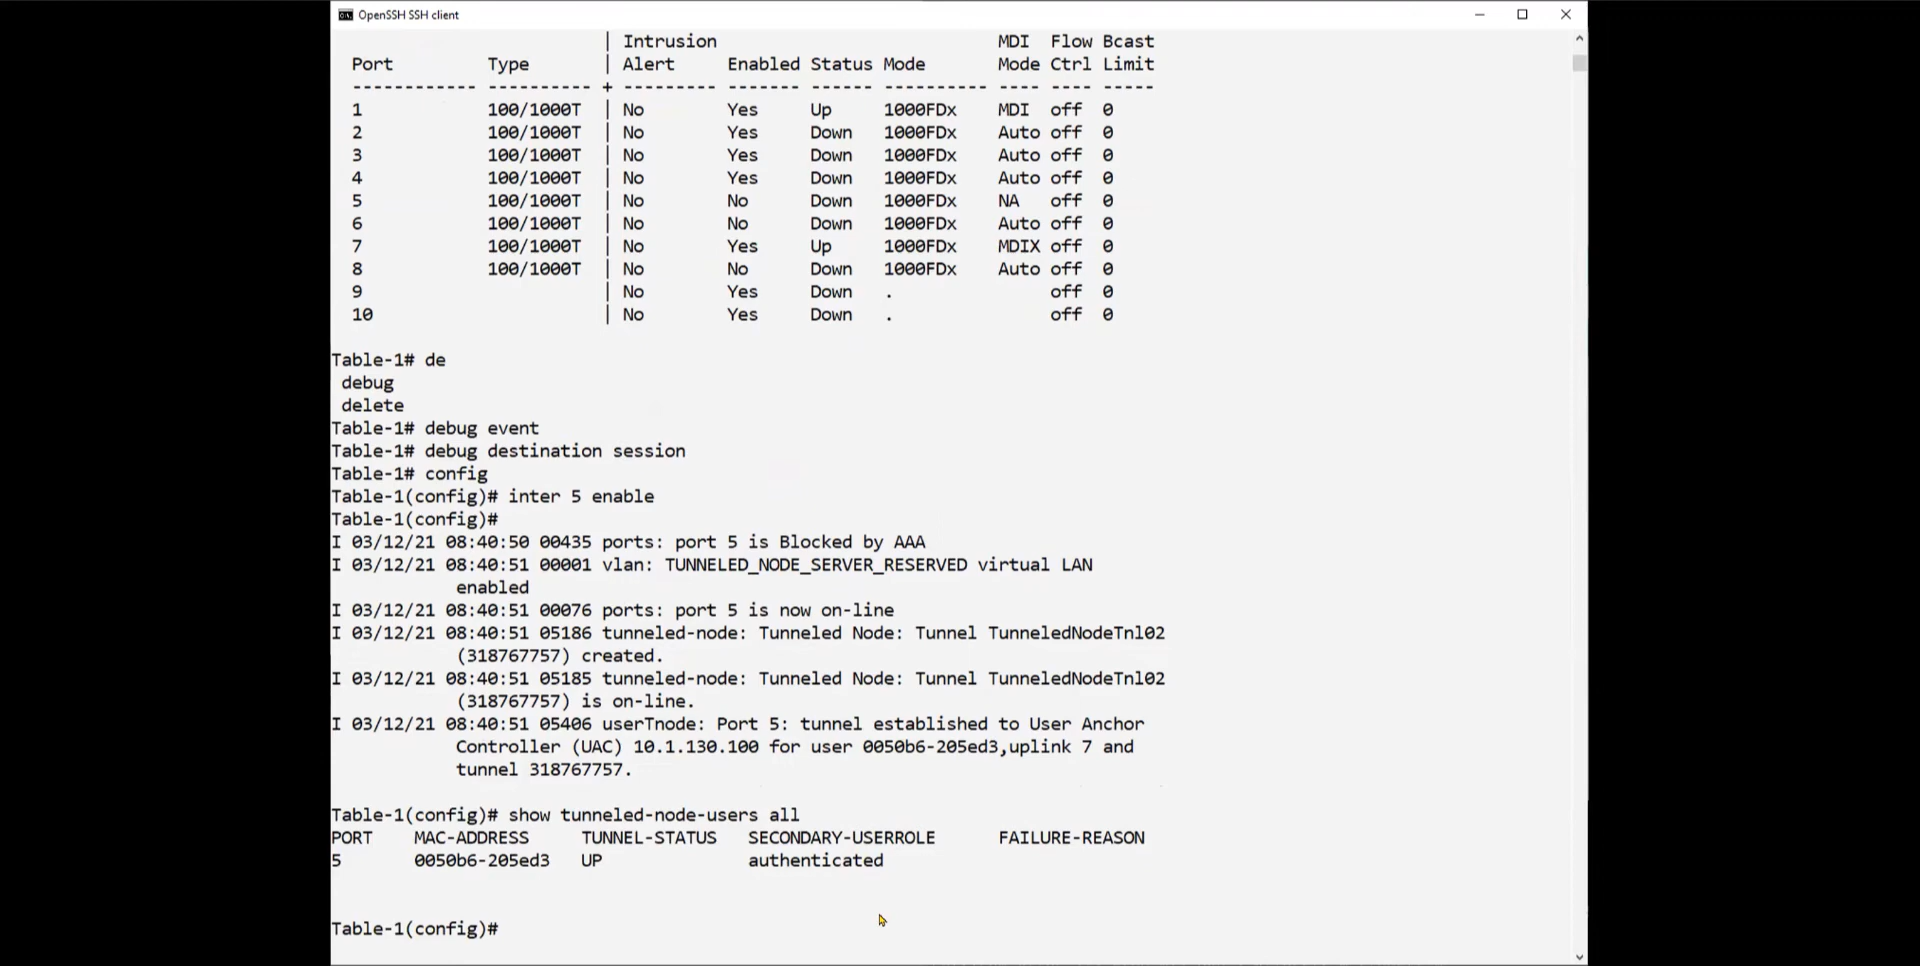 OpenSSH SSH client
| Intrusion MDI Flow Bcast
Port Type | Alert Enabled Status Mode Mode Ctrl Limit
------------ ---------- + --------- ------- ------ ---------- ---- ---- -----
1 100/1000T | No Yes Up 1000FDx MDI off 0
2 100/1000T | No Yes Down 1000FDx Auto off 0
3 100/1000T | No Yes Down 1000FDx Auto off 0
4 100/1000T | No Yes Down 1000FDx Auto off 0
5 100/1000T | No No Down 1000FDx NA off 0
6 100/1000T | No No Down 1000FDx Auto off 0
7 100/1000T | No Yes Up 1000FDx MDIX off 0
8 100/1000T | No No Down 1000FDx Auto off 0
9 | No Yes Down . off 0
10 | No Yes Down . off 0
Table-1# de
debug
delete
Table-1# debug event
Table-1# debug destination session
Table-1# config
Table-1(config)# inter 5 enable
Table-1(config)#
I 03/12/21 08:40:50 00435 ports: port 5 is Blocked by AAA
I 03/12/21 08:40:51 00001 vlan: TUNNELED_NODE_SERVER_RESERVED virtual LAN
enabled
I 03/12/21 08:40:51 00076 ports: port 5 is now on-line
I 03/12/21 08:40:51 05186 tunneled-node: Tunneled Node: Tunnel TunneledNodeTnl02
(318767757) created.
I 03/12/21 08:40:51 05185 tunneled-node: Tunneled Node: Tunnel TunneledNodeTnl02
(318767757) is on-line.
I 03/12/21 08:40:51 05406 userTnode: Port 5: tunnel established to User Anchor
Controller (UAC) 10.1.130.100 for user 0050b6-205ed3,uplink 7 and
tunnel 318767757.
Table-1(config)# show tunneled-node-users all
PORT MAC-ADDRESS TUNNEL-STATUS SECONDARY-USERROLE FAILURE-REASON
5 0050b6-205ed3 UP authenticated
Table-1(config)#